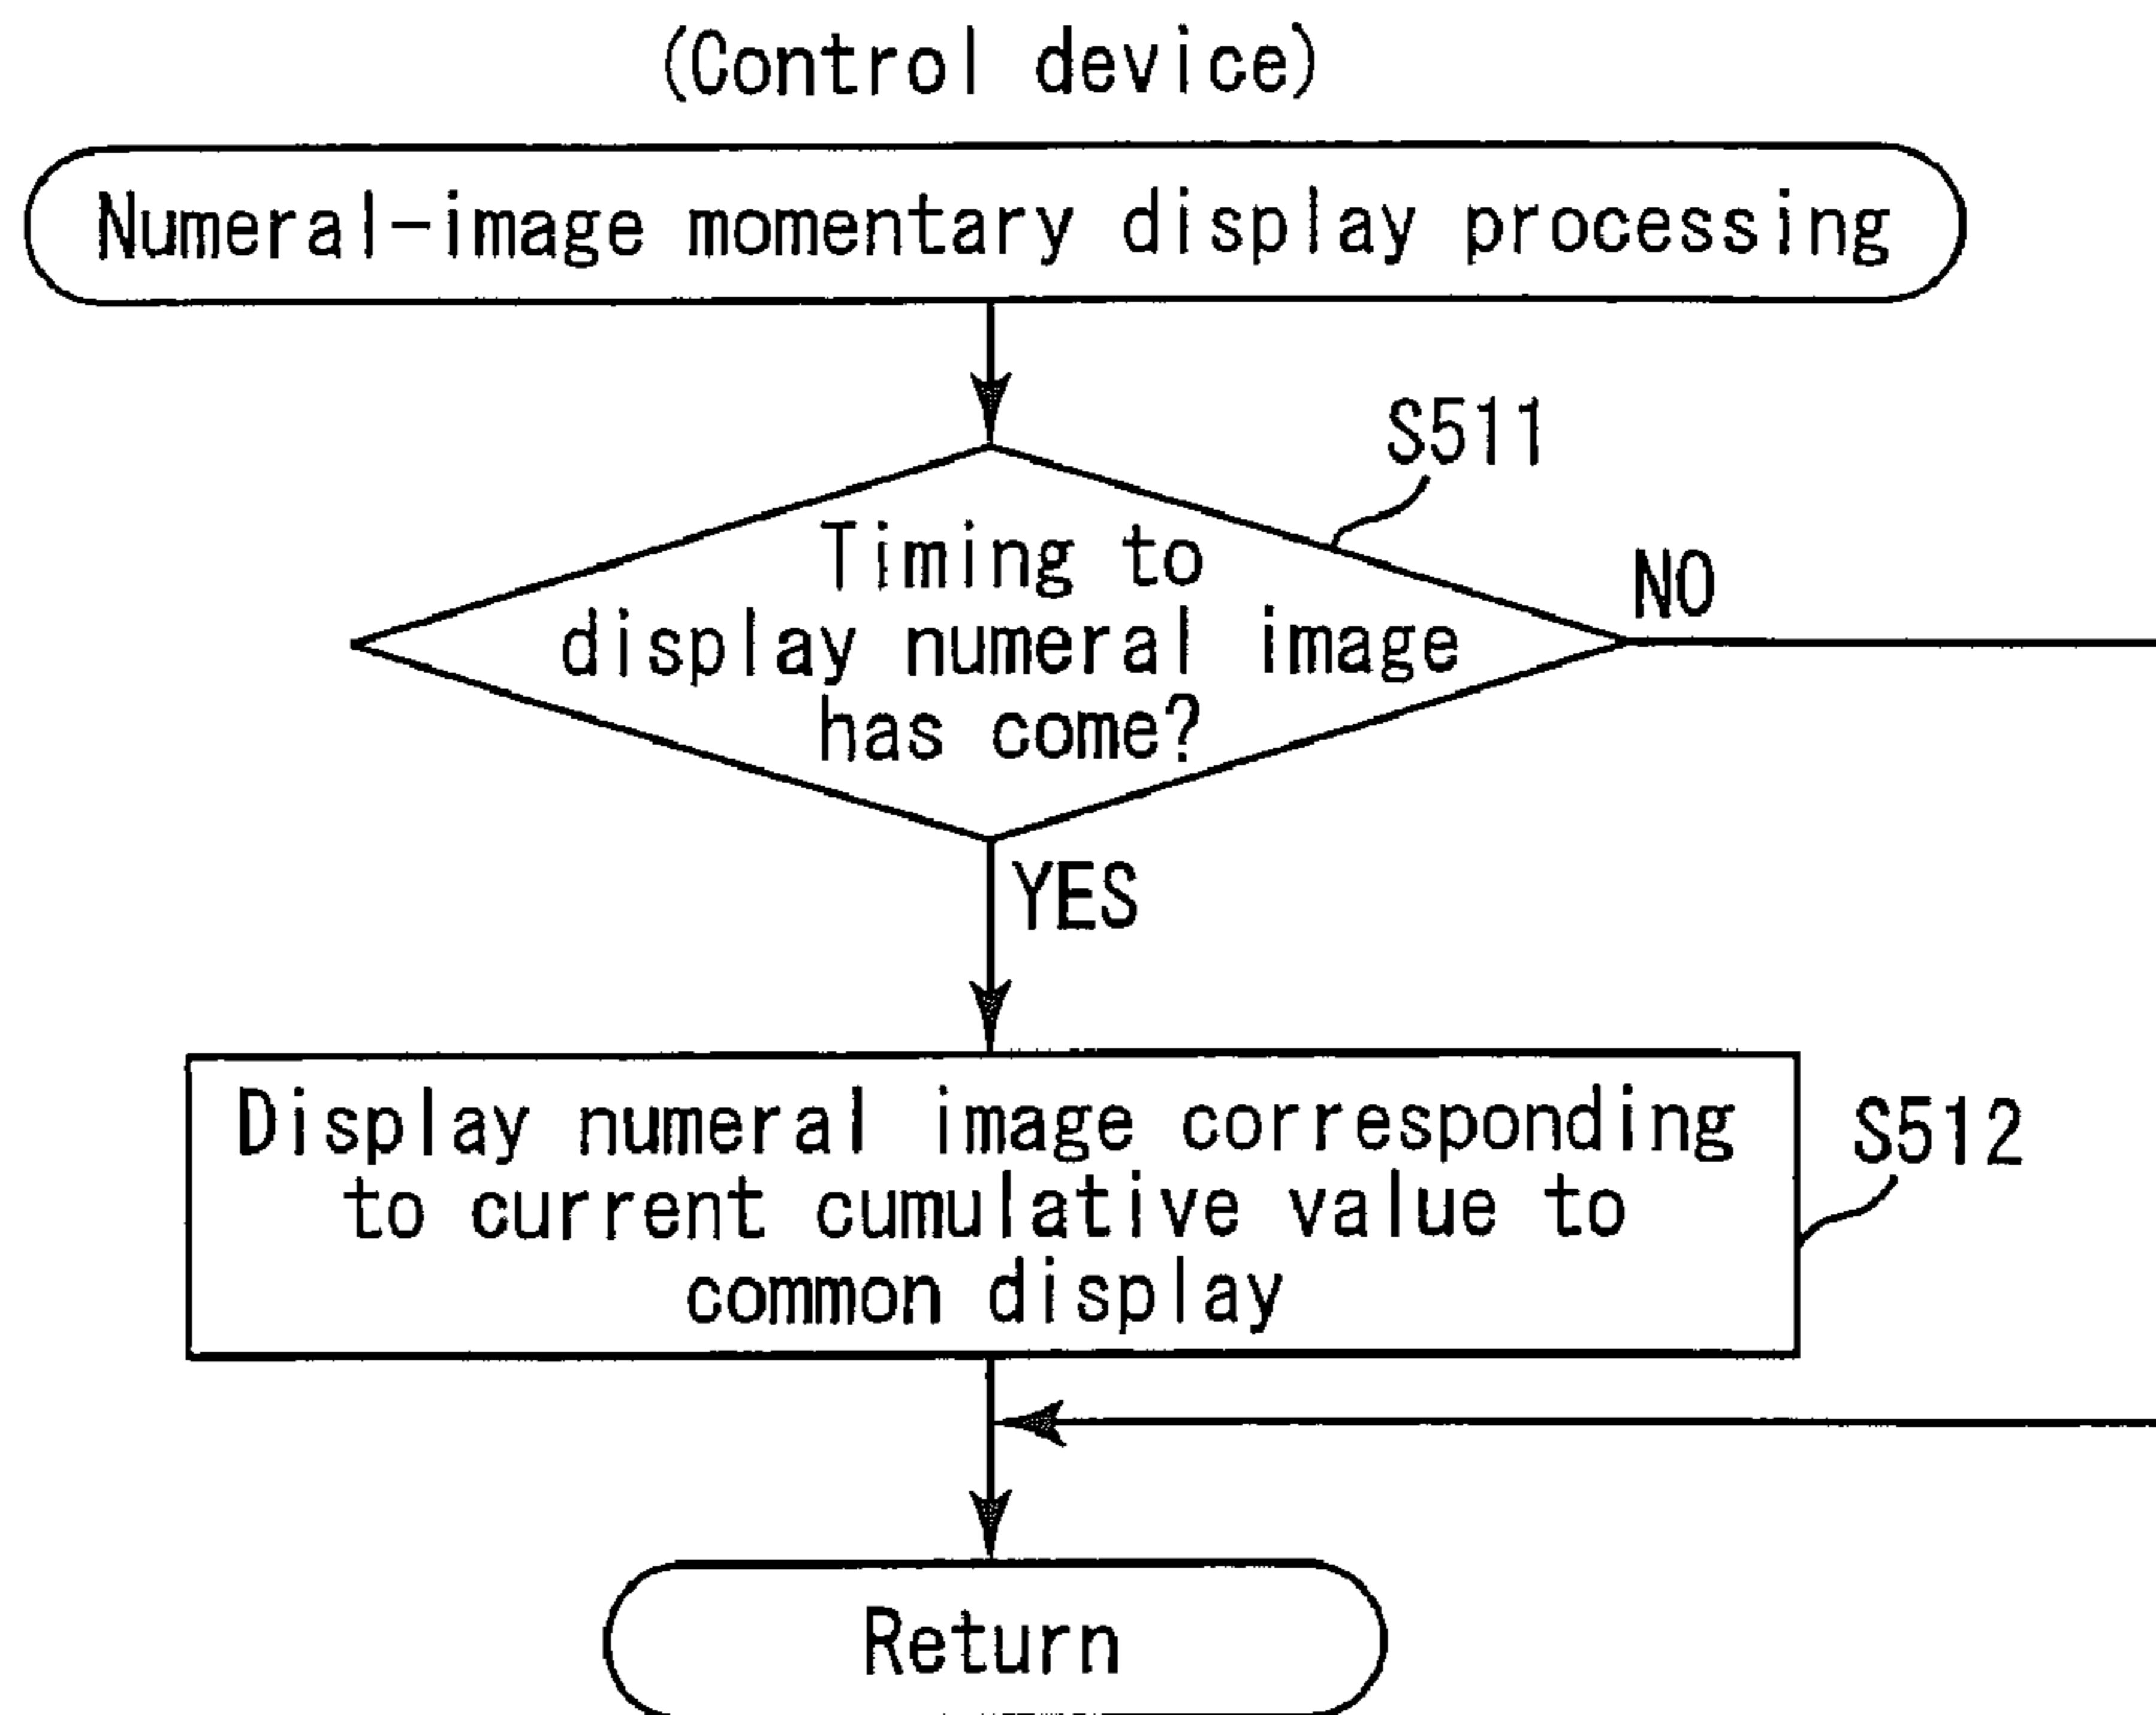 (Control device)
Numeral-image momentary display processing
S511
Timing to
display numeral image
has come?
NO
YES
Display numeral image corresponding
to current cumulative value to
common display
S512
Return